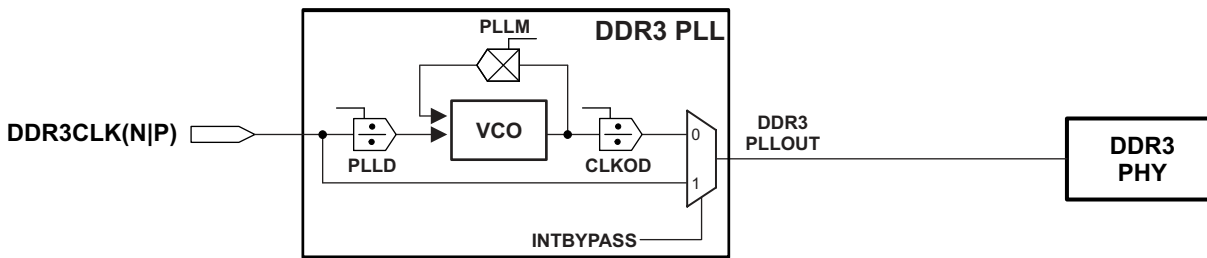 PLLM
DDR3 PLL
DDR3CLK(N|P)
VCO
PLLD
CLKOD
0
1
DDR3
PLLOUT
DDR3
PHY
INTBYPASS